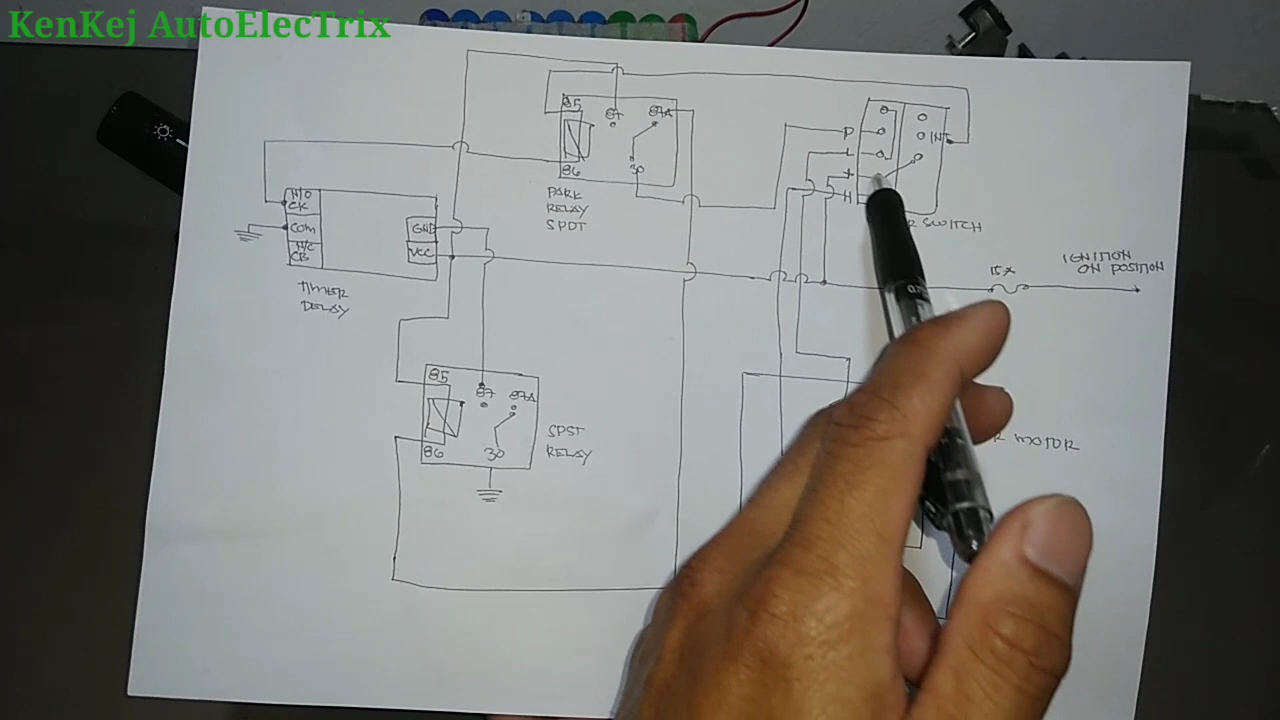 KenKej AutoElecTrix
85
87
87A
86
30
PARK
RELAY
SPDT
P
L
+
H
INT
SWITCH
N/O
CK
COM
N/C
CB
GND
VCC
TIMER
DELAY
15A
IGNITION
ON POSITION
85
87
87A
86
30
SPST
RELAY
R MOTOR